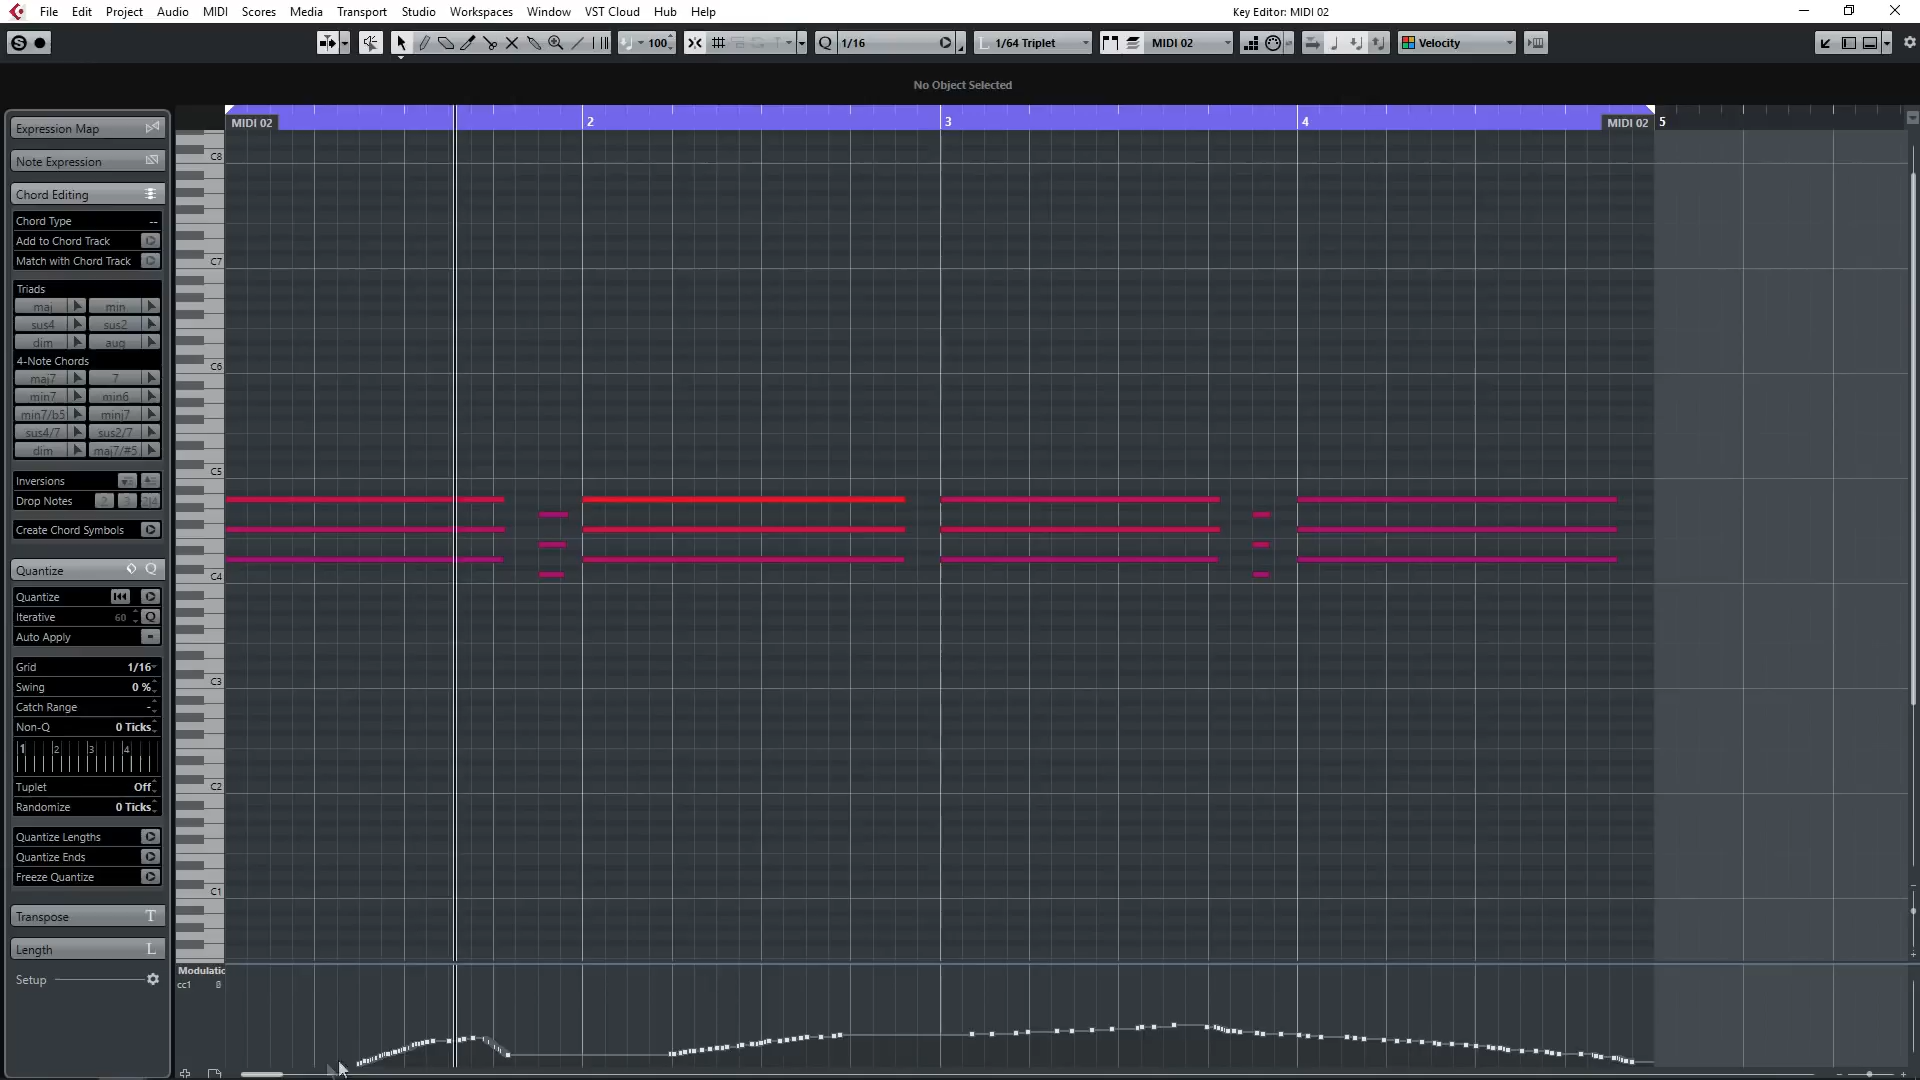 File Edit Project Audio MIDI Scores Media Transport Studio Workspaces Window VST Cloud Hub Help
Key Editor: MIDI 02
100 Q 1/16 L 1/64 Triplet MIDI 02 Velocity
No Object Selected
MIDI 02 2 3 4 MIDI 02 5
Expression Map
Note Expression
Chord Editing
Chord Type --
Add to Chord Track
Match with Chord Track
Triads
maj min
sus4 sus2
dim aug
4-Note Chords
maj7 7
min7 min6
min7/b5 minj7
sus4/7 sus2/7
dim maj7/#5
Inversions
Drop Notes 2 3 2/4
Create Chord Symbols
Quantize Q
Quantize
Iterative 60 Q
Auto Apply
Grid 1/16
Swing 0 %
Catch Range -
Non-Q 0 Ticks
1 2 3 4
Tuplet Off
Randomize 0 Ticks
Quantize Lengths
Quantize Ends
Freeze Quantize
Transpose T
Length L
Setup
C8
C7
C6
C5
C4
C3
C2
C1
Modulatic
cc1 8